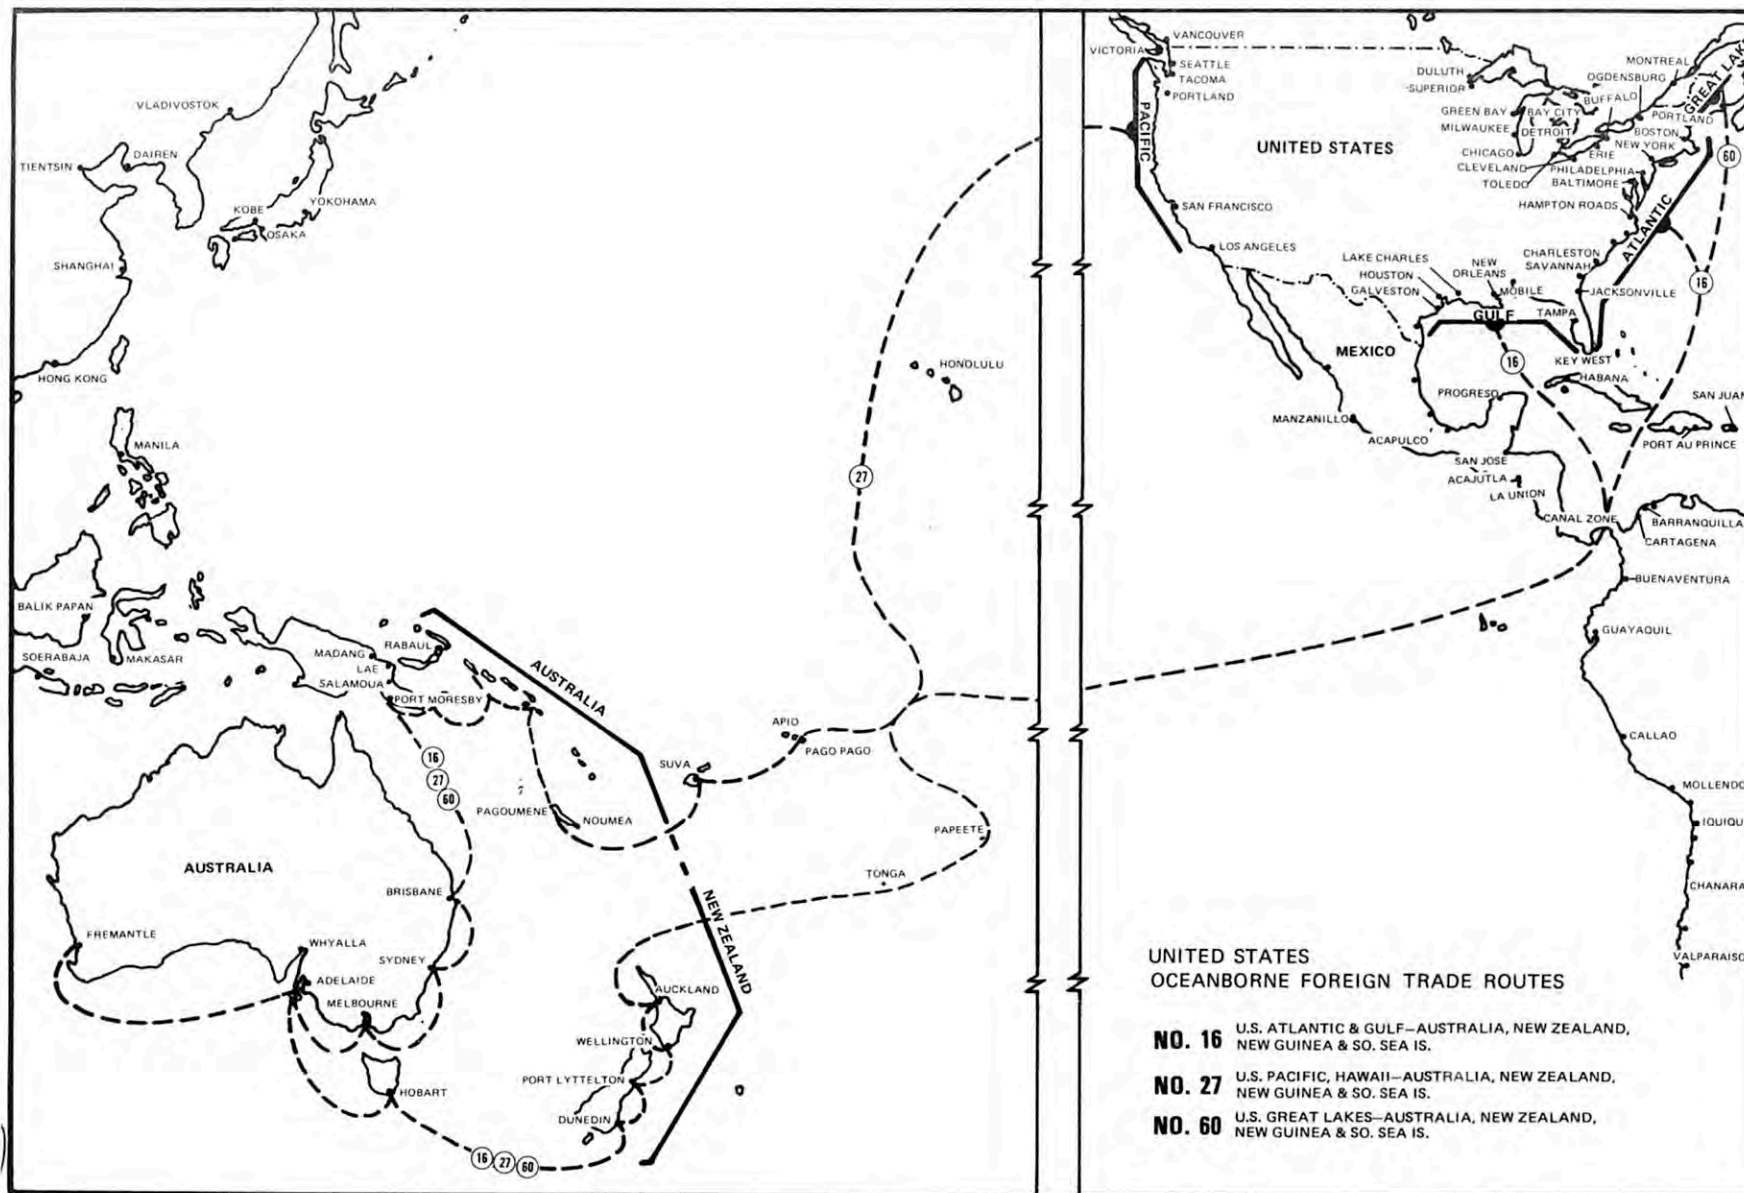 VLADIVOSTOK
TIENTSIN
DAIREN
KOBE
YOKOHAMA
OSAKA
SHANGHAI
HONG KONG
MANILA
BALIK PAPAN
SOERABAJA
MAKASAR
MADANG
RABAUL
LAE
SALAMOUA
PORT MORESBY
AUSTRALIA
16
27
60
PAGOUMENE
NOUMEA
SUVA
APIO
PAGO PAGO
PAPEETE
TONGA
HONOLULU
27
AUSTRALIA
BRISBANE
FREMANTLE
WHYALLA
ADELAIDE
SYDNEY
MELBOURNE
HOBART
NEW ZEALAND
AUCKLAND
WELLINGTON
PORT LYTTELTON
DUNEDIN
16 27 60
VICTORIA
VANCOUVER
SEATTLE
TACOMA
PORTLAND
PACIFIC
UNITED STATES
SAN FRANCISCO
LOS ANGELES
DULUTH
SUPERIOR
GREEN BAY
BAY CITY
MILWAUKEE
DETROIT
CHICAGO
CLEVELAND
TOLEDO
ERIE
BUFFALO
OGDENSBURG
MONTREAL
PORTLAND
BOSTON
NEW YORK
PHILADELPHIA
BALTIMORE
HAMPTON ROADS
60
ATLANTIC
CHARLESTON
SAVANNAH
JACKSONVILLE
16
LAKE CHARLES
HOUSTON
GALVESTON
NEW
ORLEANS
MOBILE
TAMPA
GULF
KEY WEST
16
MEXICO
HABANA
PROGRESO
SAN JUAN
PORT AU PRINCE
MANZANILLO
ACAPULCO
SAN JOSE
ACAJUTLA
LA UNION
CANAL ZONE
BARRANQUILLA
CARTAGENA
BUENAVENTURA
GUAYAQUIL
CALLAO
MOLLENDO
IQUIQU
CHANARA
VALPARAISO
UNITED STATES
OCEANBORNE FOREIGN TRADE ROUTES
NO. 16 U.S. ATLANTIC & GULF–AUSTRALIA, NEW ZEALAND,
NEW GUINEA & SO. SEA IS.
NO. 27 U.S. PACIFIC, HAWAII–AUSTRALIA, NEW ZEALAND,
NEW GUINEA & SO. SEA IS.
NO. 60 U.S. GREAT LAKES–AUSTRALIA, NEW ZEALAND,
NEW GUINEA & SO. SEA IS.
GREAT LAKE